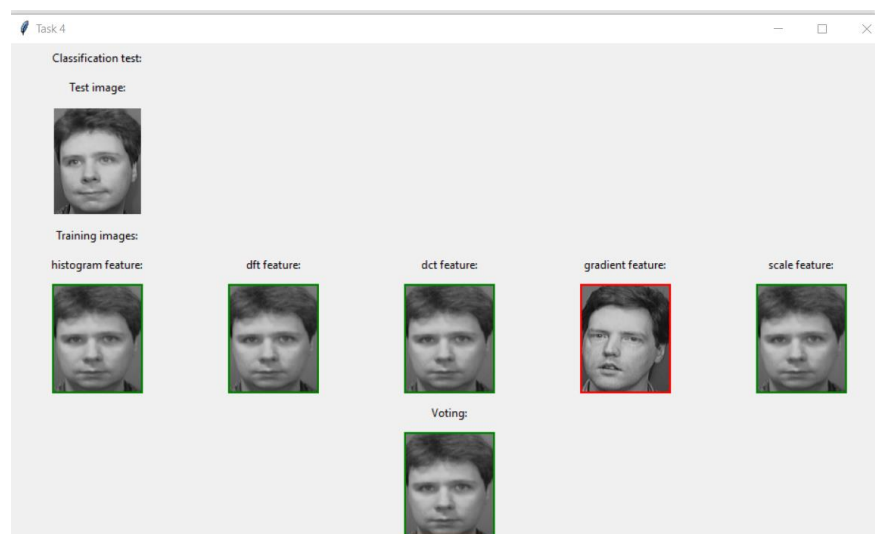 Task 4
Classification test:
Test image:
Training images:
histogram feature: dft feature: dct feature: gradient feature: scale feature:
Voting: